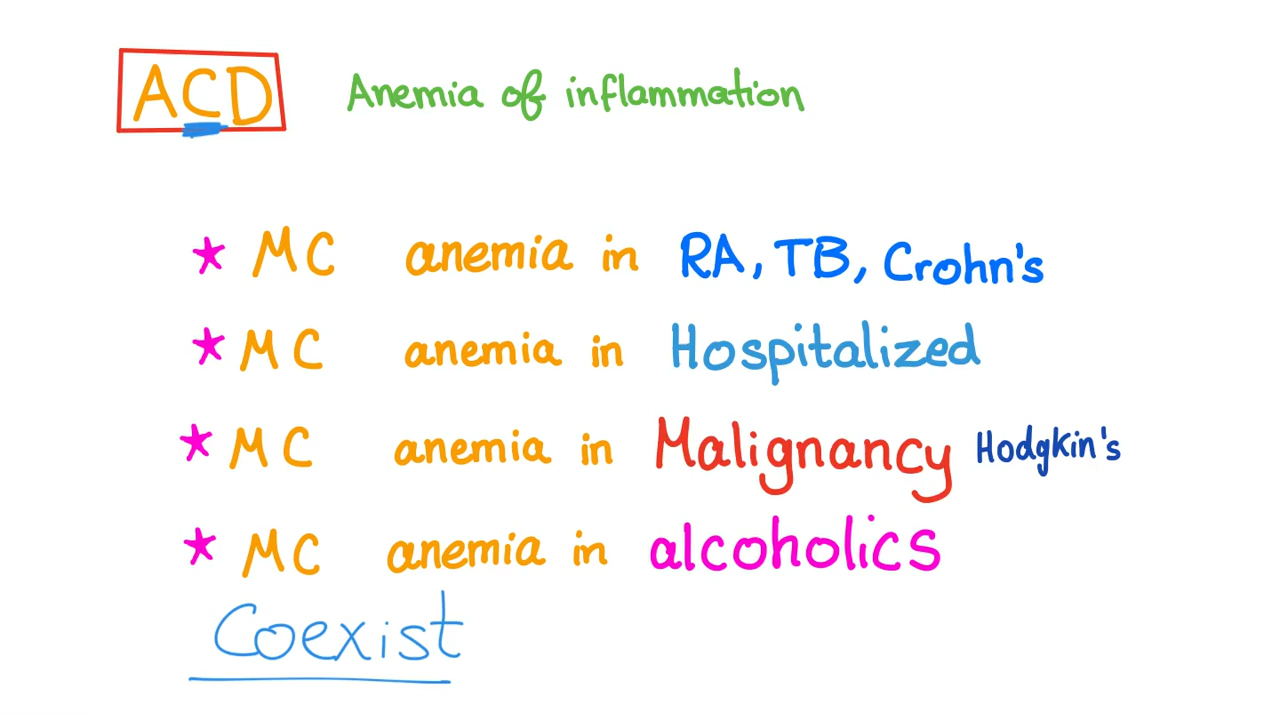 ACD Anemia of inflammation
* MC anemia in RA, TB, Crohn's
* MC anemia in Hospitalized
* MC anemia in Malignancy Hodgkin's
* MC anemia in alcoholics
Coexist